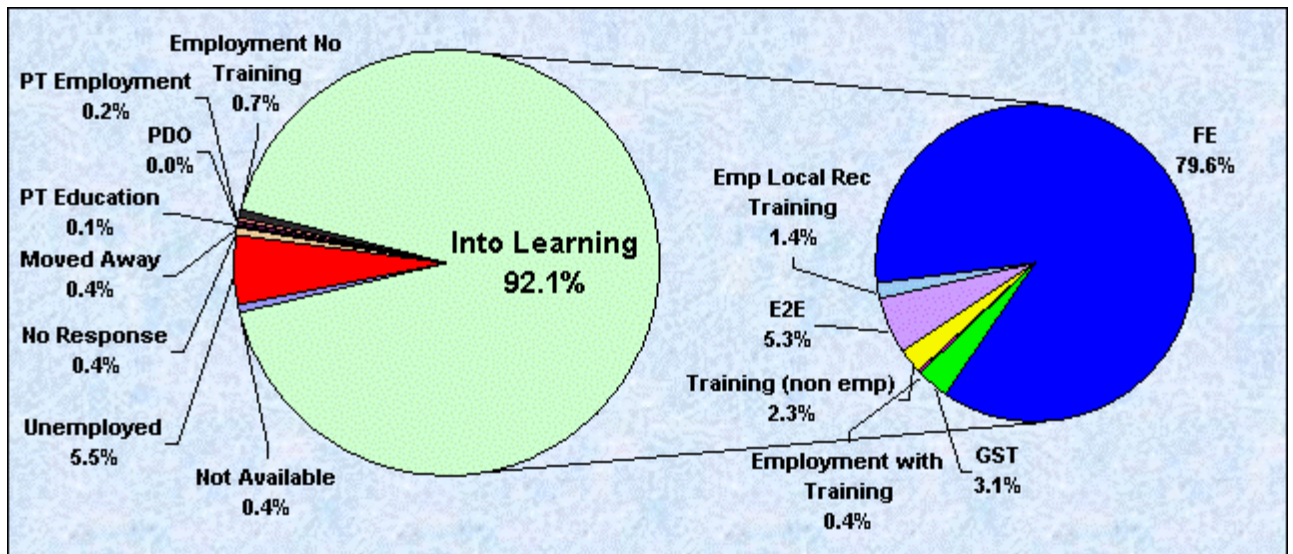 Employment No
Training
0.7%
PT Employment
0.2%
PDO
0.0%
PT Education
0.1%
Moved Away
0.4%
No Response
0.4%
Unemployed
5.5%
Not Available
0.4%
Into Learning
92.1%
FE
79.6%
Emp Local Rec
Training
1.4%
E2E
5.3%
Training (non emp)
2.3%
Employment with
Training
0.4%
GST
3.1%